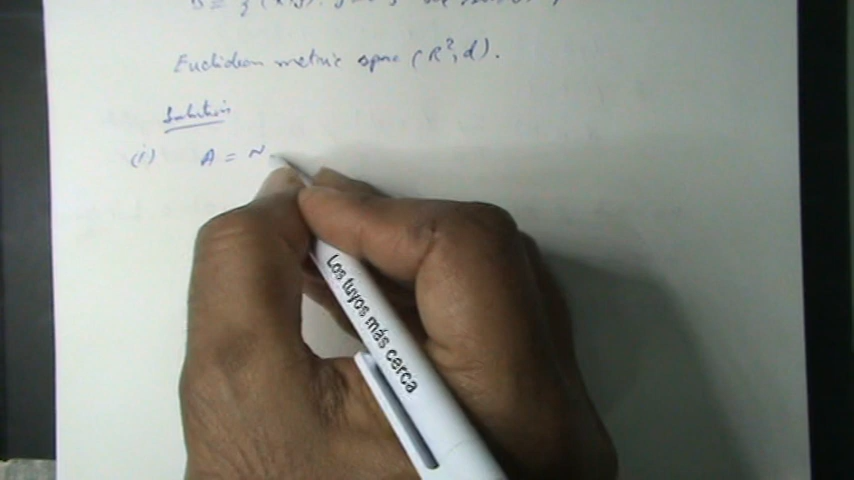 Euclidean metric space (R², d).
Solution
(i) A = N
Los tuyos más cerca